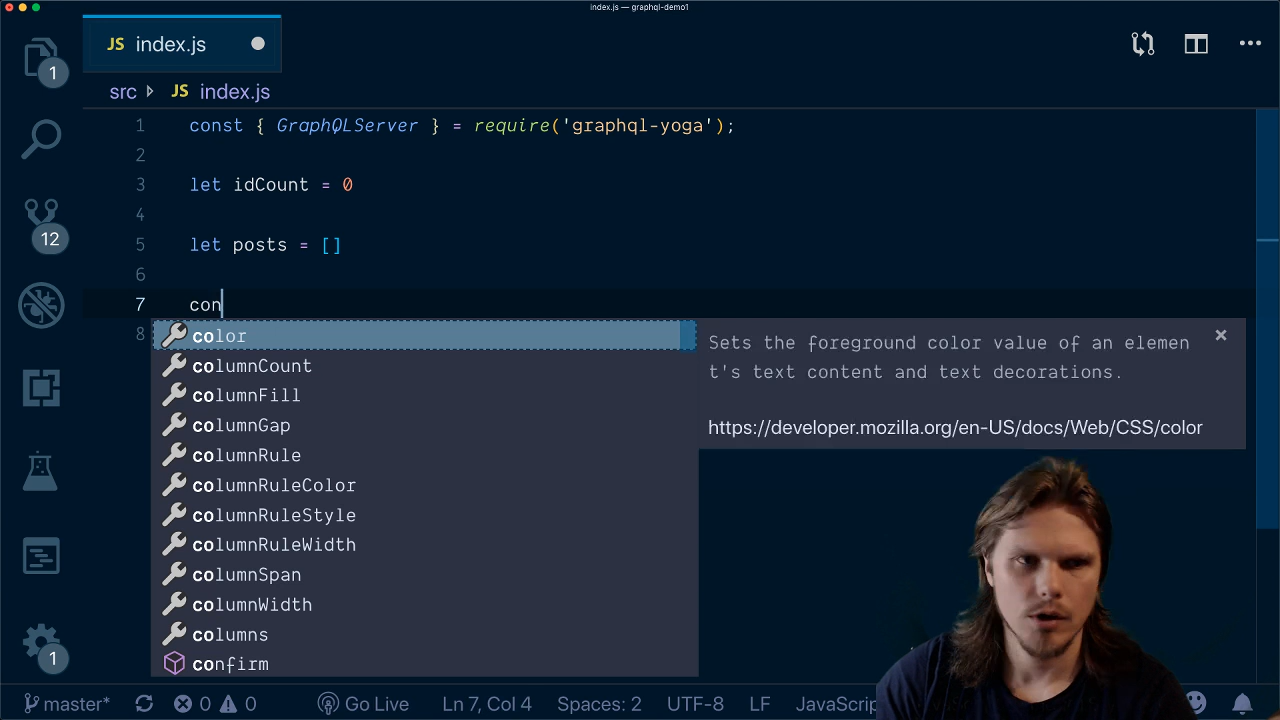 index.js — graphql-demo1
JS index.js
1
src JS index.js
1 const { GraphQLServer } = require('graphql-yoga');
2
3 let idCount = 0
12
4
5 let posts = []
6
7 con
8
color
columnCount
columnFill
columnGap
columnRule
columnRuleColor
columnRuleStyle
columnRuleWidth
columnSpan
columnWidth
columns
confirm
Sets the foreground color value of an elemen
t's text content and text decorations.
https://developer.mozilla.org/en-US/docs/Web/CSS/color
1
master* 0 0 Go Live Ln 7, Col 4 Spaces: 2 UTF-8 LF